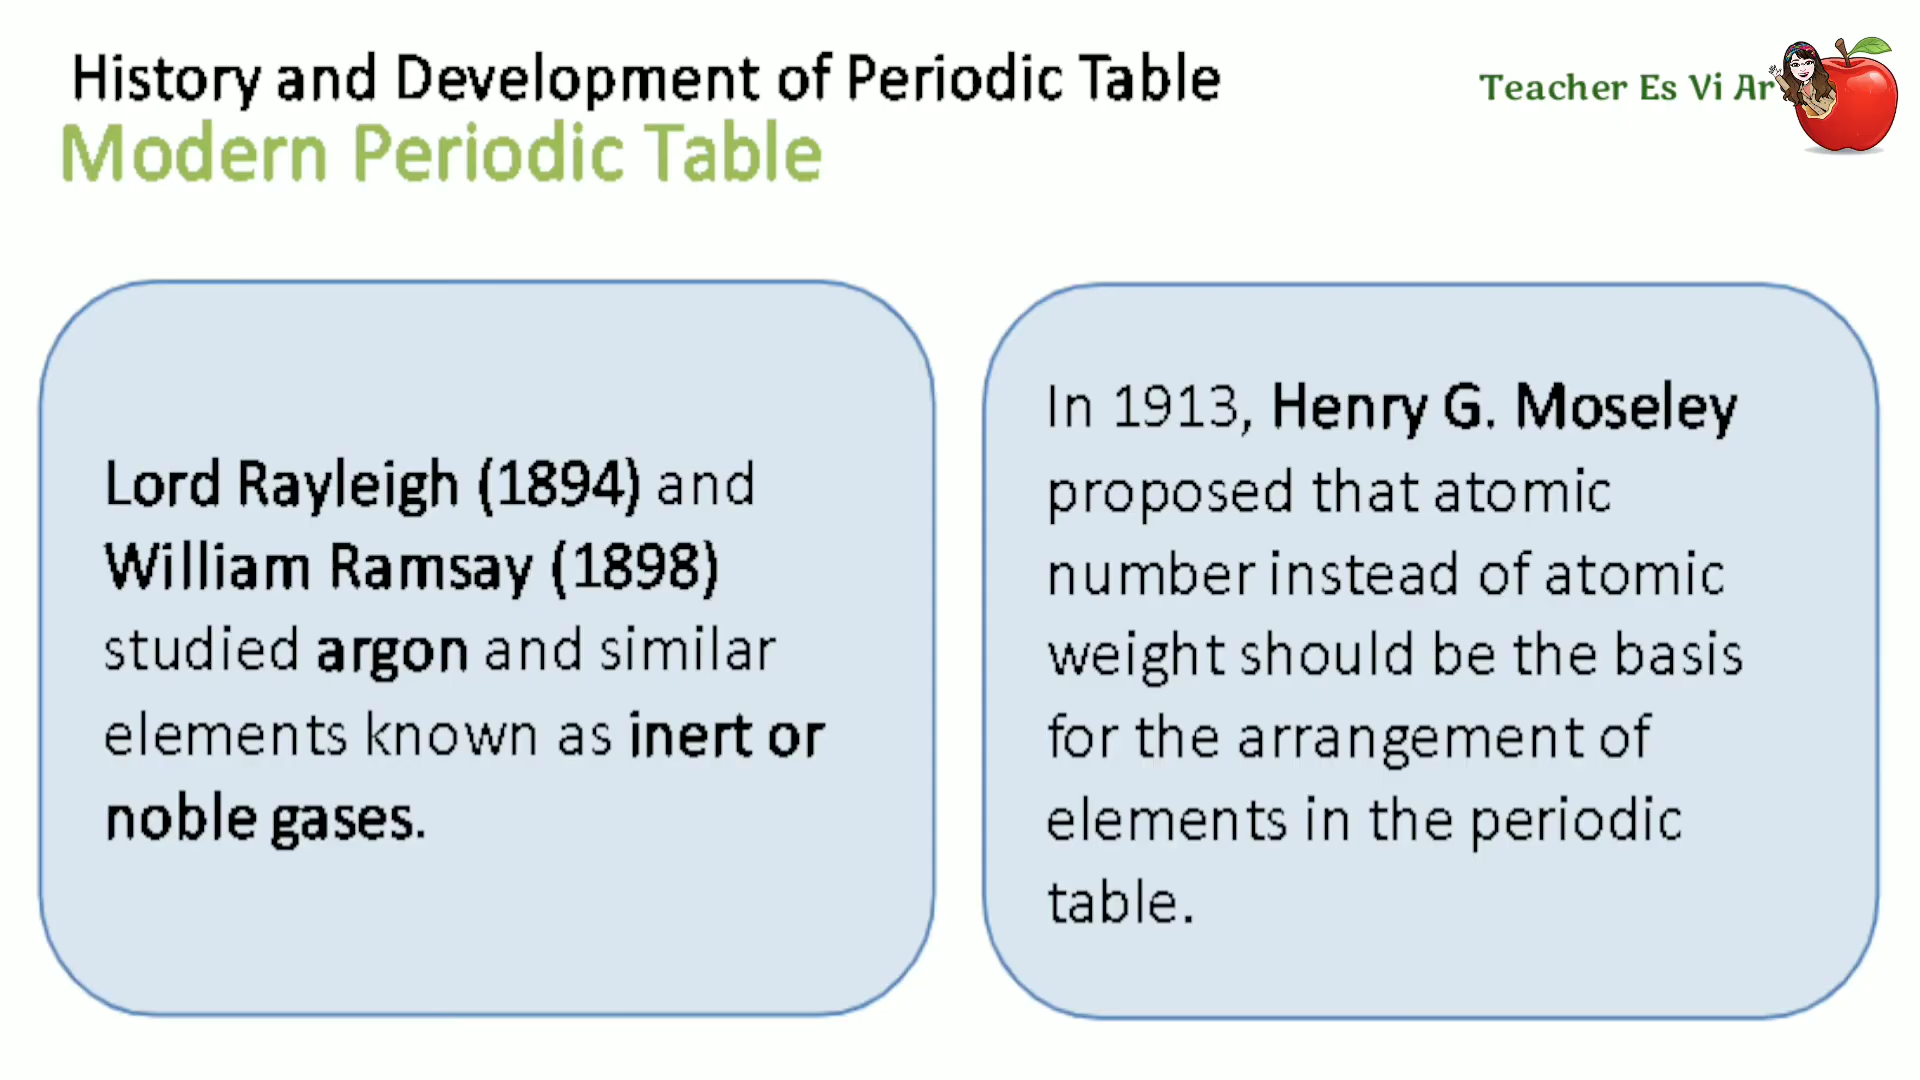 History and Development of Periodic Table
Teacher Es Vi Ar
Modern Periodic Table
Lord Rayleigh (1894) and
William Ramsay (1898)
studied argon and similar
elements known as inert or
noble gases.
In 1913, Henry G. Moseley
proposed that atomic
number instead of atomic
weight should be the basis
for the arrangement of
elements in the periodic
table.